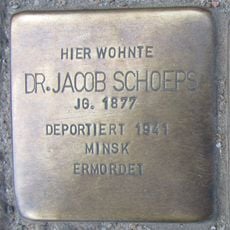 HIER WOHNTE
DR. JACOB SCHOEPS
JG. 1877
DEPORTIERT 1941
MINSK
ERMORDET